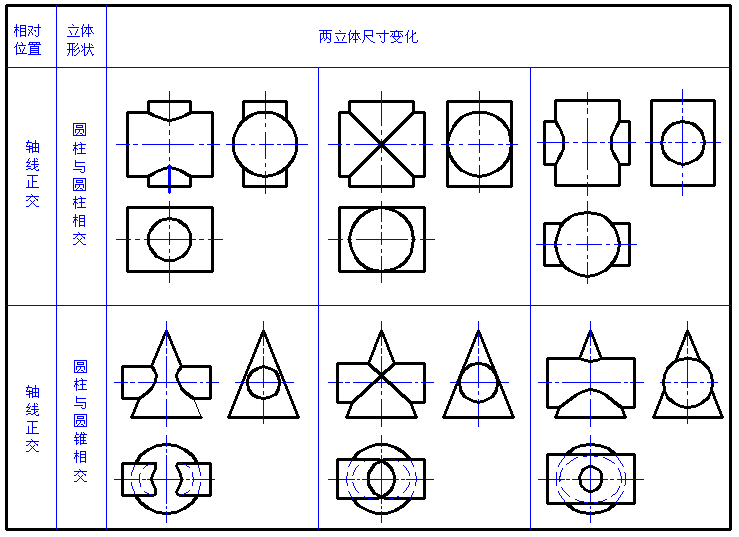 相对
位置
立体
形状
两立体尺寸变化
轴线正交
圆柱与圆柱相交
轴线正交
圆柱与圆锥相交